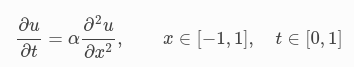 ∂u/∂t = α ∂²u/∂x², x ∈ [−1, 1], t ∈ [0, 1]